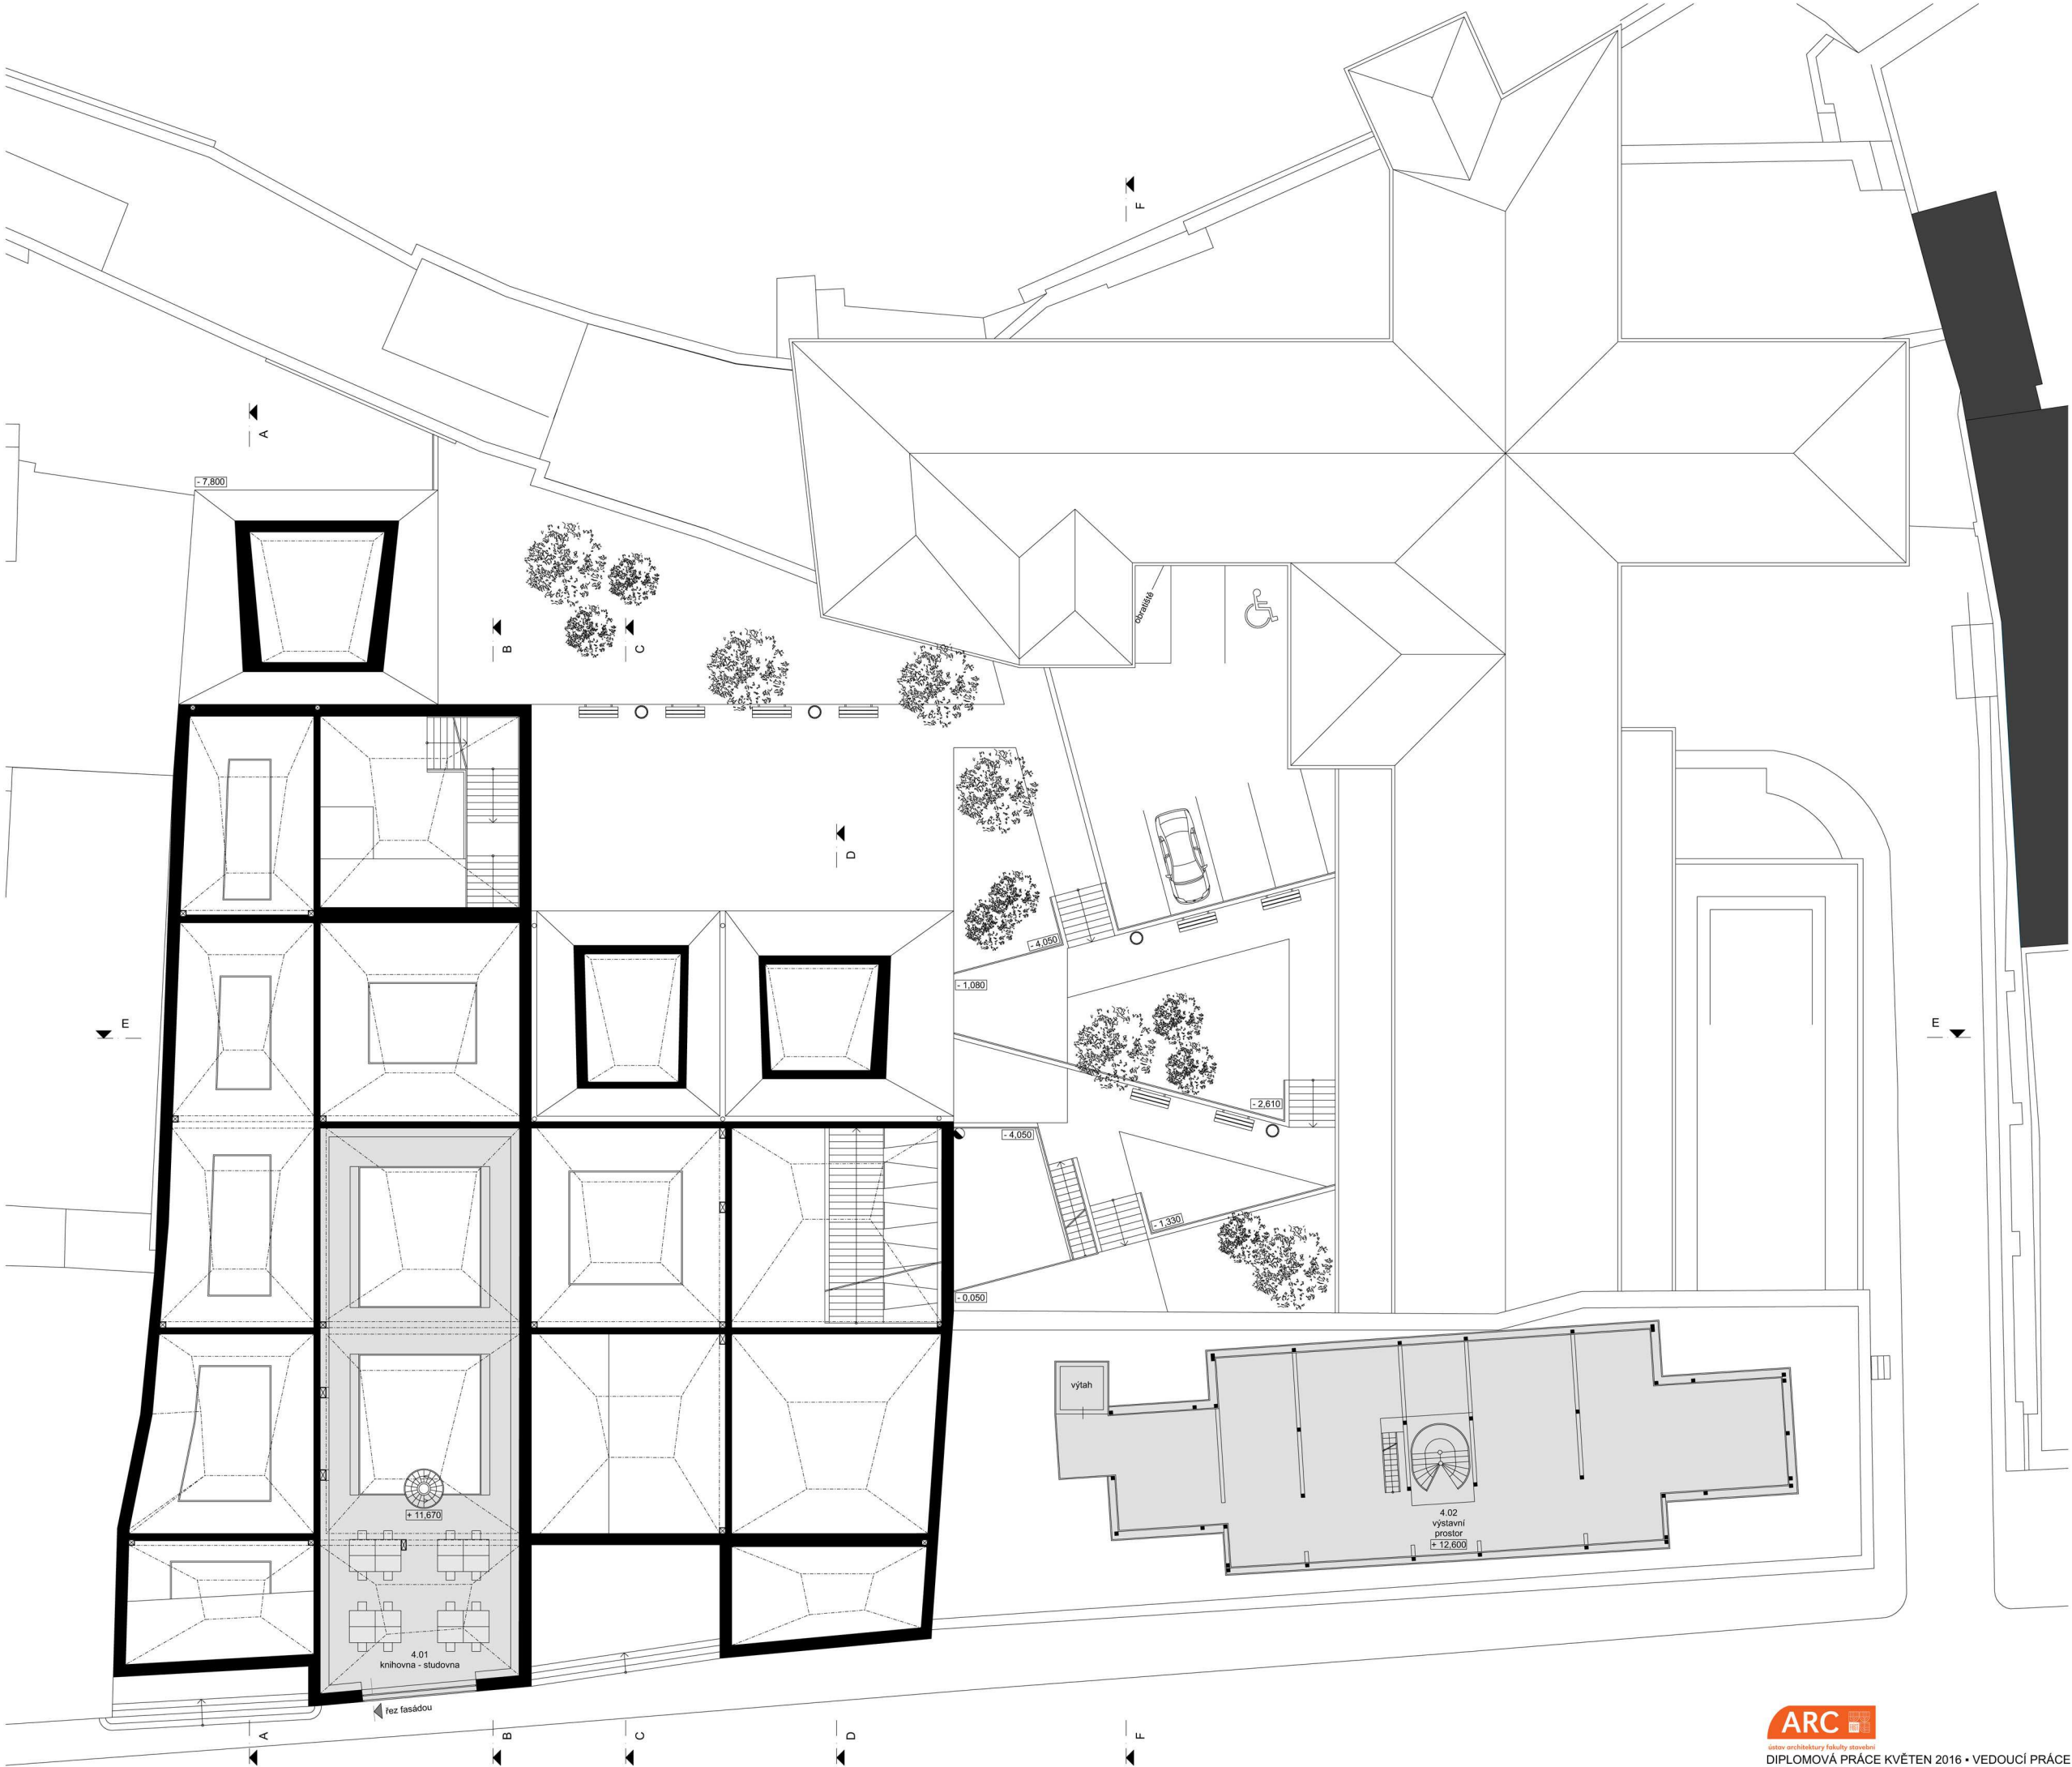 F
A
- 7,800
obratiště
B
C
D
- 4,050
- 1,080
E
E
- 2,610
- 4,050
- 1,330
- 0,050
výtah
+ 11,670
4.02
výstavní
prostor
+ 12,600
4.01
knihovna - studovna
řez fasádou
A
B
C
D
F
ARC
ústav architektury fakulty stavební
DIPLOMOVÁ PRÁCE KVĚTEN 2016 • VEDOUCÍ PRÁCE